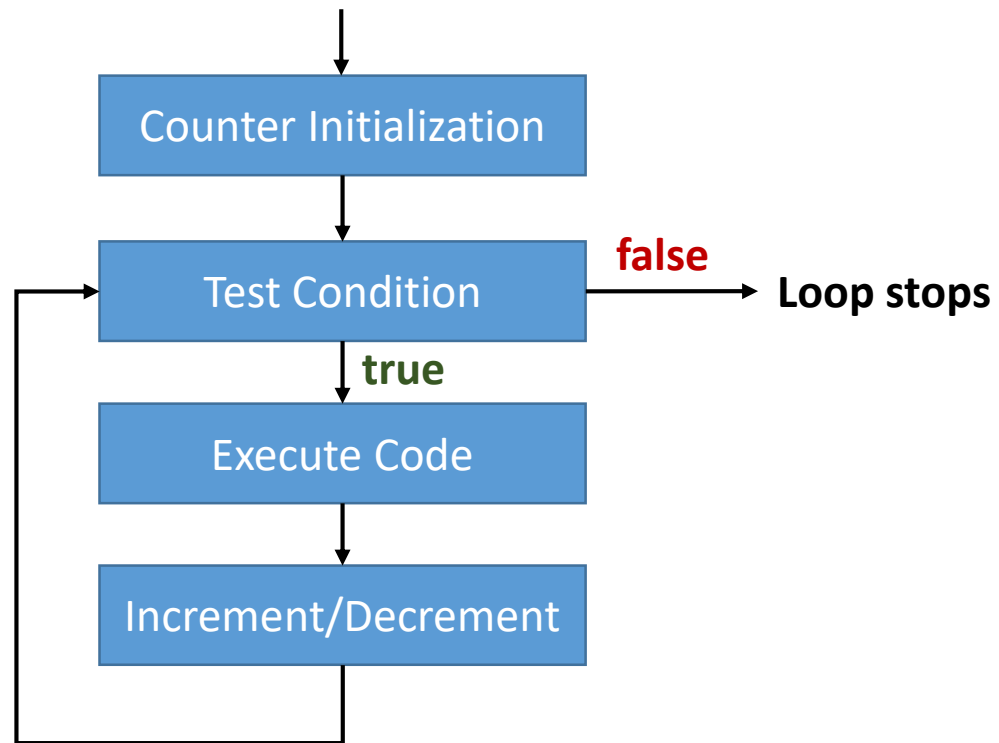 Counter Initialization
false
Test Condition
Loop stops
true
Execute Code
Increment/Decrement